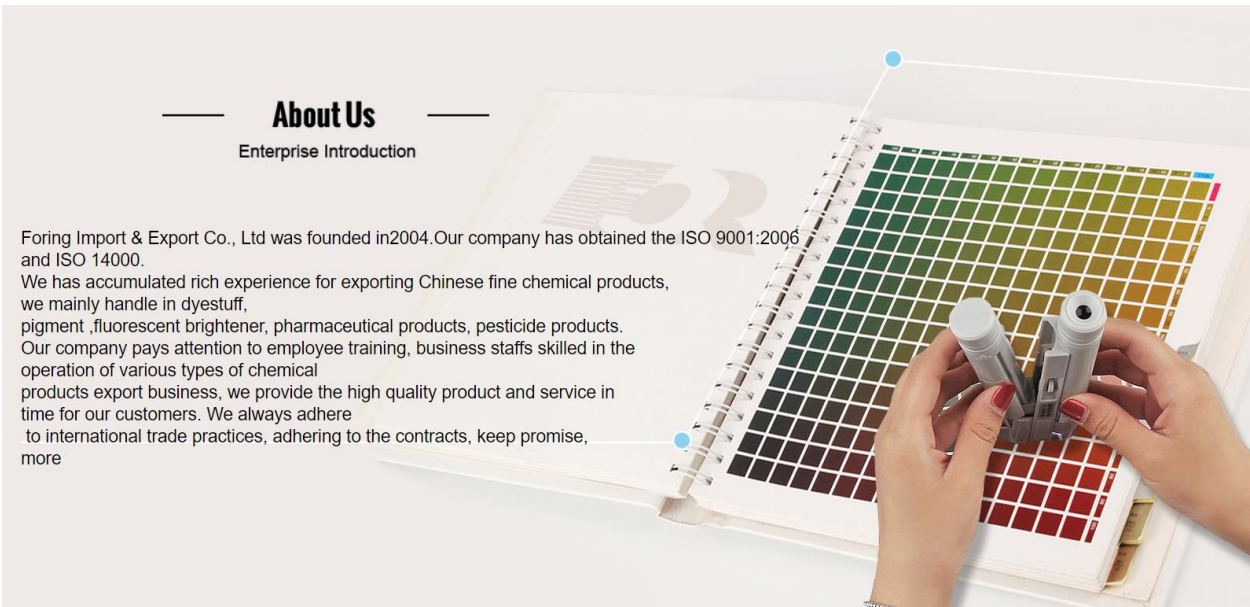 About Us
Enterprise Introduction
Foring Import & Export Co., Ltd was founded in2004.Our company has obtained the ISO 9001:2006
and ISO 14000.
We has accumulated rich experience for exporting Chinese fine chemical products,
we mainly handle in dyestuff,
pigment ,fluorescent brightener, pharmaceutical products, pesticide products.
Our company pays attention to employee training, business staffs skilled in the
operation of various types of chemical
products export business, we provide the high quality product and service in
time for our customers. We always adhere
to international trade practices, adhering to the contracts, keep promise,
more